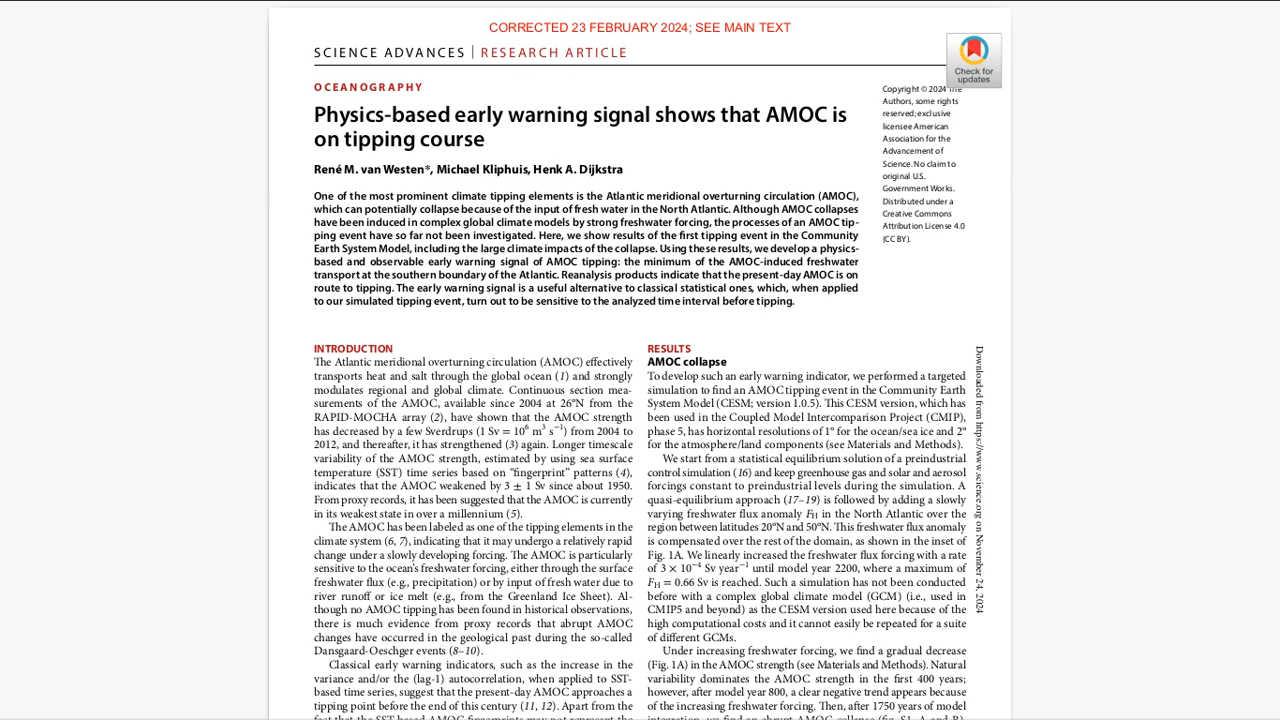 CORRECTED 23 FEBRUARY 2024; SEE MAIN TEXT
SCIENCE ADVANCES | RESEARCH ARTICLE
Check for
updates
OCEANOGRAPHY
Physics-based early warning signal shows that AMOC is
on tipping course
René M. van Westen*, Michael Kliphuis, Henk A. Dijkstra
One of the most prominent climate tipping elements is the Atlantic meridional overturning circulation (AMOC),
which can potentially collapse because of the input of fresh water in the North Atlantic. Although AMOC collapses
have been induced in complex global climate models by strong freshwater forcing, the processes of an AMOC tip-
ping event have so far not been investigated. Here, we show results of the first tipping event in the Community
Earth System Model, including the large climate impacts of the collapse. Using these results, we develop a physics-
based and observable early warning signal of AMOC tipping: the minimum of the AMOC-induced freshwater
transport at the southern boundary of the Atlantic. Reanalysis products indicate that the present-day AMOC is on
route to tipping. The early warning signal is a useful alternative to classical statistical ones, which, when applied
to our simulated tipping event, turn out to be sensitive to the analyzed time interval before tipping.
Copyright © 2024 The
Authors, some rights
reserved; exclusive
licensee American
Association for the
Advancement of
Science. No claim to
original U.S.
Government Works.
Distributed under a
Creative Commons
Attribution License 4.0
(CC BY).
INTRODUCTION
The Atlantic meridional overturning circulation (AMOC) effectively
transports heat and salt through the global ocean (1) and strongly
modulates regional and global climate. Continuous section mea-
surements of the AMOC, available since 2004 at 26°N from the
RAPID-MOCHA array (2), have shown that the AMOC strength
has decreased by a few Sverdrups (1 Sv = 10⁶ m³ s⁻¹) from 2004 to
2012, and thereafter, it has strengthened (3) again. Longer timescale
variability of the AMOC strength, estimated by using sea surface
temperature (SST) time series based on “fingerprint” patterns (4),
indicates that the AMOC weakened by 3 ± 1 Sv since about 1950.
From proxy records, it has been suggested that the AMOC is currently
in its weakest state in over a millennium (5).
The AMOC has been labeled as one of the tipping elements in the
climate system (6, 7), indicating that it may undergo a relatively rapid
change under a slowly developing forcing. The AMOC is particularly
sensitive to the ocean’s freshwater forcing, either through the surface
freshwater flux (e.g., precipitation) or by input of fresh water due to
river runoff or ice melt (e.g., from the Greenland Ice Sheet). Al-
though no AMOC tipping has been found in historical observations,
there is much evidence from proxy records that abrupt AMOC
changes have occurred in the geological past during the so-called
Dansgaard-Oeschger events (8–10).
Classical early warning indicators, such as the increase in the
variance and/or the (lag-1) autocorrelation, when applied to SST-
based time series, suggest that the present-day AMOC approaches a
tipping point before the end of this century (11, 12). Apart from the
fact that the SST-based AMOC fingerprints may not represent the
RESULTS
AMOC collapse
To develop such an early warning indicator, we performed a targeted
simulation to find an AMOC tipping event in the Community Earth
System Model (CESM; version 1.0.5). This CESM version, which has
been used in the Coupled Model Intercomparison Project (CMIP),
phase 5, has horizontal resolutions of 1° for the ocean/sea ice and 2°
for the atmosphere/land components (see Materials and Methods).
We start from a statistical equilibrium solution of a preindustrial
control simulation (16) and keep greenhouse gas and solar and aerosol
forcings constant to preindustrial levels during the simulation. A
quasi-equilibrium approach (17–19) is followed by adding a slowly
varying freshwater flux anomaly F_H in the North Atlantic over the
region between latitudes 20°N and 50°N. This freshwater flux anomaly
is compensated over the rest of the domain, as shown in the inset of
Fig. 1A. We linearly increased the freshwater flux forcing with a rate
of 3 × 10⁻⁴ Sv year⁻¹ until model year 2200, where a maximum of
F_H = 0.66 Sv is reached. Such a simulation has not been conducted
before with a complex global climate model (GCM) (i.e., used in
CMIP5 and beyond) as the CESM version used here because of the
high computational costs and it cannot easily be repeated for a suite
of different GCMs.
Under increasing freshwater forcing, we find a gradual decrease
(Fig. 1A) in the AMOC strength (see Materials and Methods). Natural
variability dominates the AMOC strength in the first 400 years;
however, after model year 800, a clear negative trend appears because
of the increasing freshwater forcing. Then, after 1750 years of model
integration, we find an abrupt AMOC collapse (fig. S1, A and B).
Downloaded from https://www.science.org on November 24, 2024